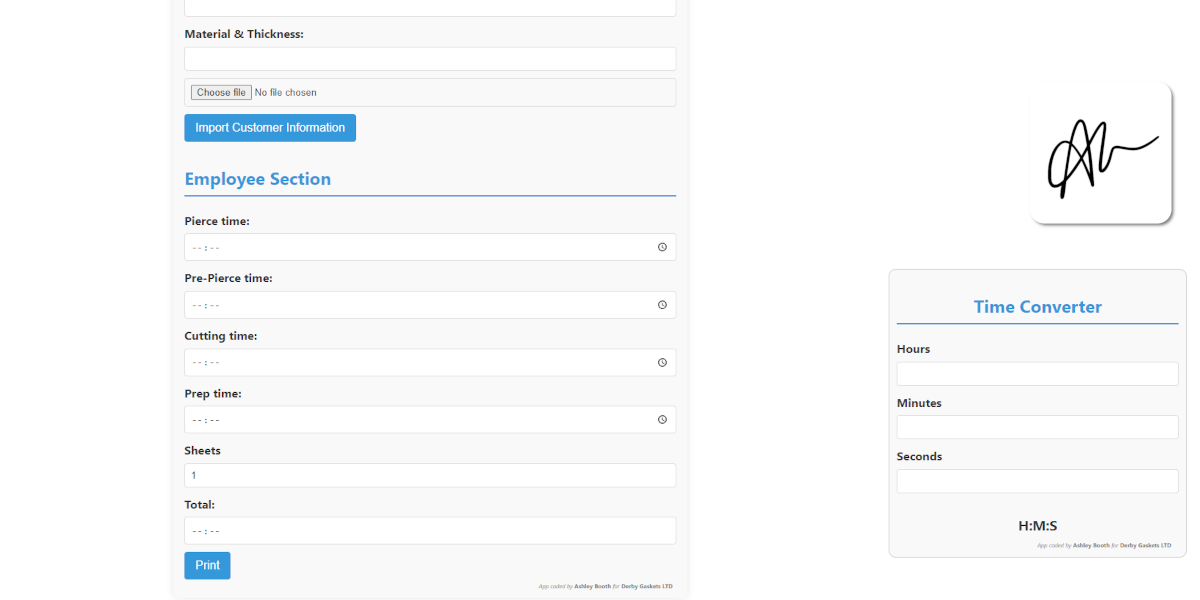 Material & Thickness:
Choose file No file chosen
Import Customer Information
Employee Section
Pierce time:
--:--
Pre-Pierce time:
--:--
Cutting time:
--:--
Prep time:
--:--
Sheets
1
Total:
--:--
Print
App coded by Ashley Booth for Derby Gaskets LTD
Time Converter
Hours
Minutes
Seconds
H:M:S
App coded by Ashley Booth for Derby Gaskets LTD